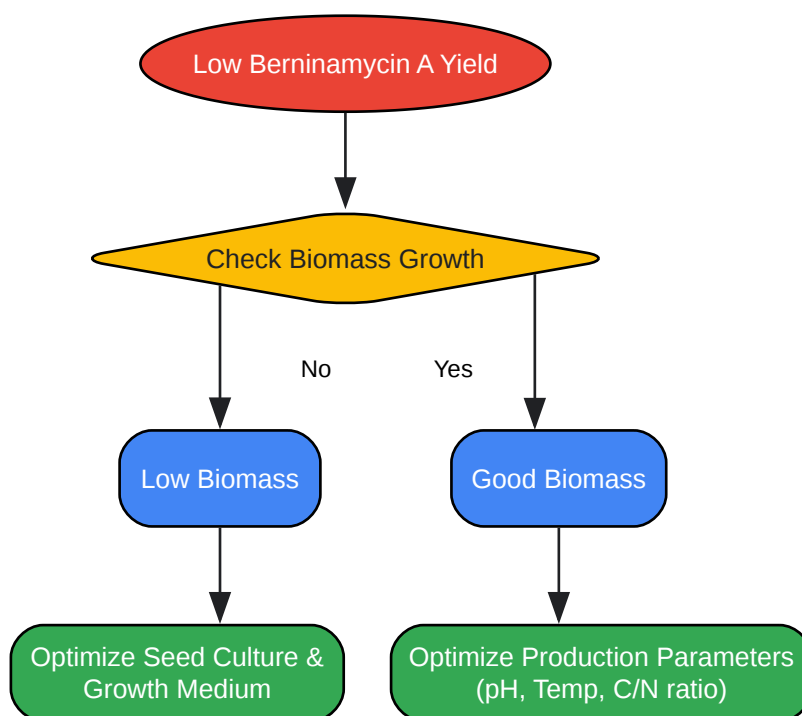 Low Berninamycin A Yield
Check Biomass Growth
No
Yes
Low Biomass
Good Biomass
Optimize Seed Culture &
Growth Medium
Optimize Production Parameters
(pH, Temp, C/N ratio)